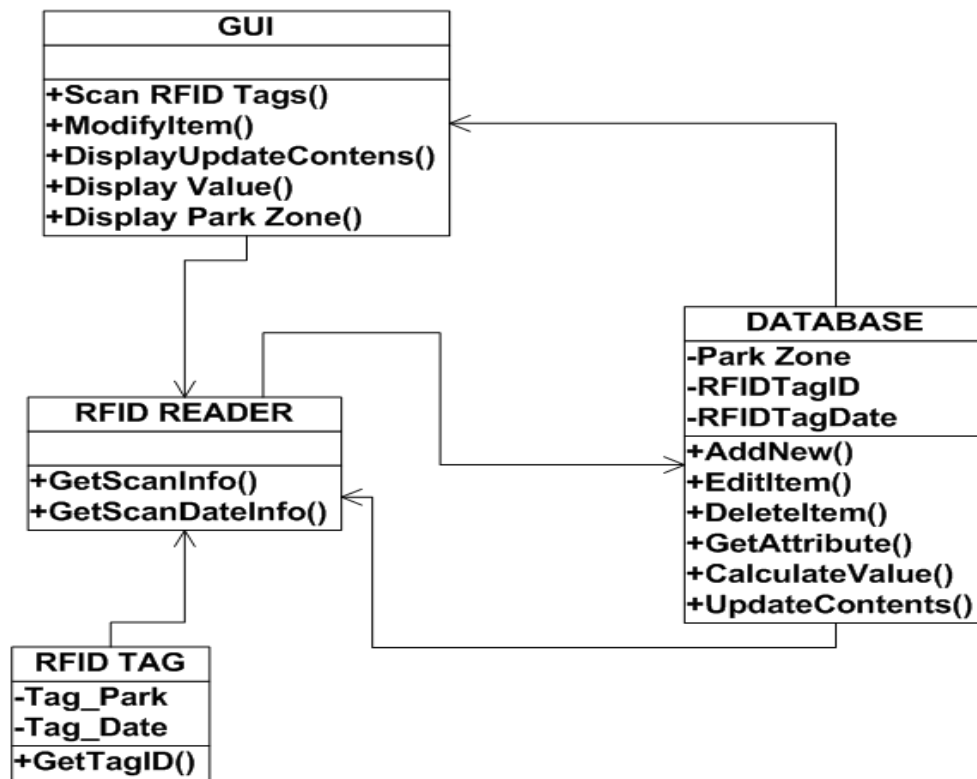 GUI
+Scan RFID Tags()
+ModifyItem()
+DisplayUpdateContens()
+Display Value()
+Display Park Zone()
RFID READER
+GetScanInfo()
+GetScanDateInfo()
DATABASE
-Park Zone
-RFIDTagID
-RFIDTagDate
+AddNew()
+EditItem()
+DeleteItem()
+GetAttribute()
+CalculateValue()
+UpdateContents()
RFID TAG
-Tag_Park
-Tag_Date
+GetTagID()